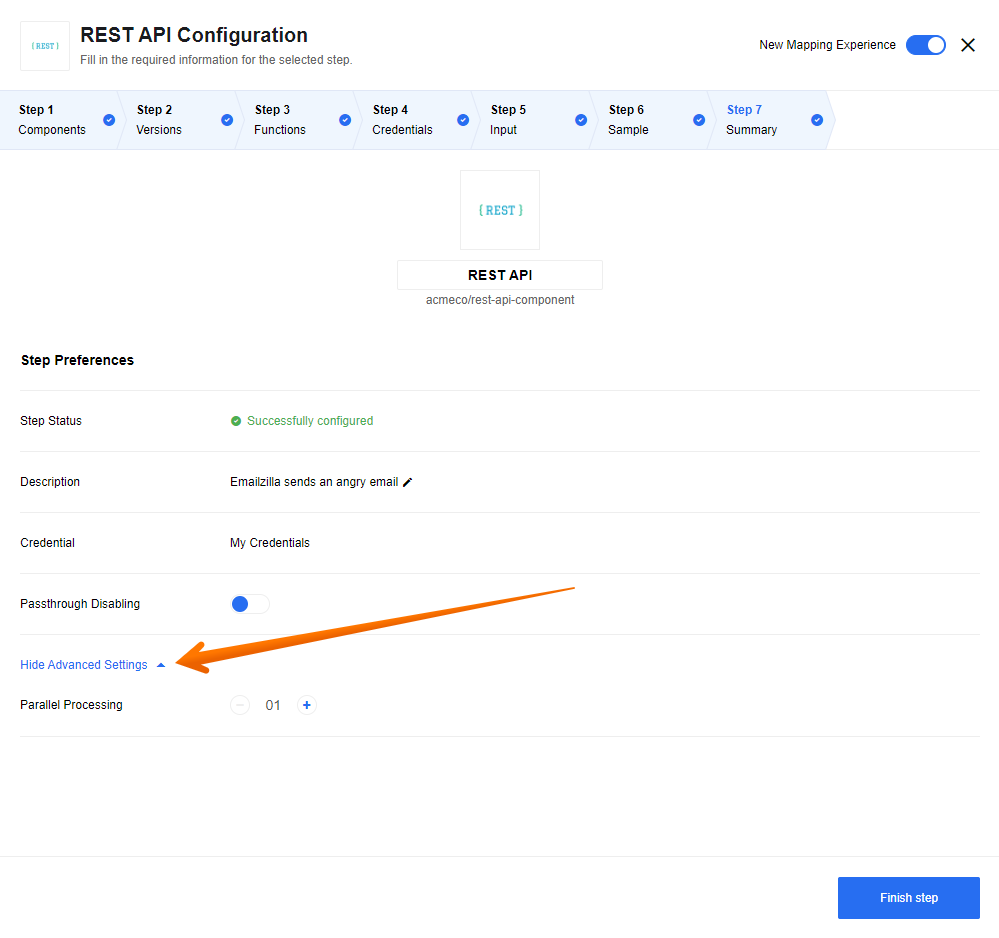 { REST }
REST API Configuration
Fill in the required information for the selected step.
New Mapping Experience
Step 1
Components
Step 2
Versions
Step 3
Functions
Step 4
Credentials
Step 5
Input
Step 6
Sample
Step 7
Summary
{ REST }
REST API
acmeco/rest-api-component
Step Preferences
Step Status Successfully configured
Description Emailzilla sends an angry email
Credential My Credentials
Passthrough Disabling
Hide Advanced Settings
Parallel Processing − 01 +
Finish step